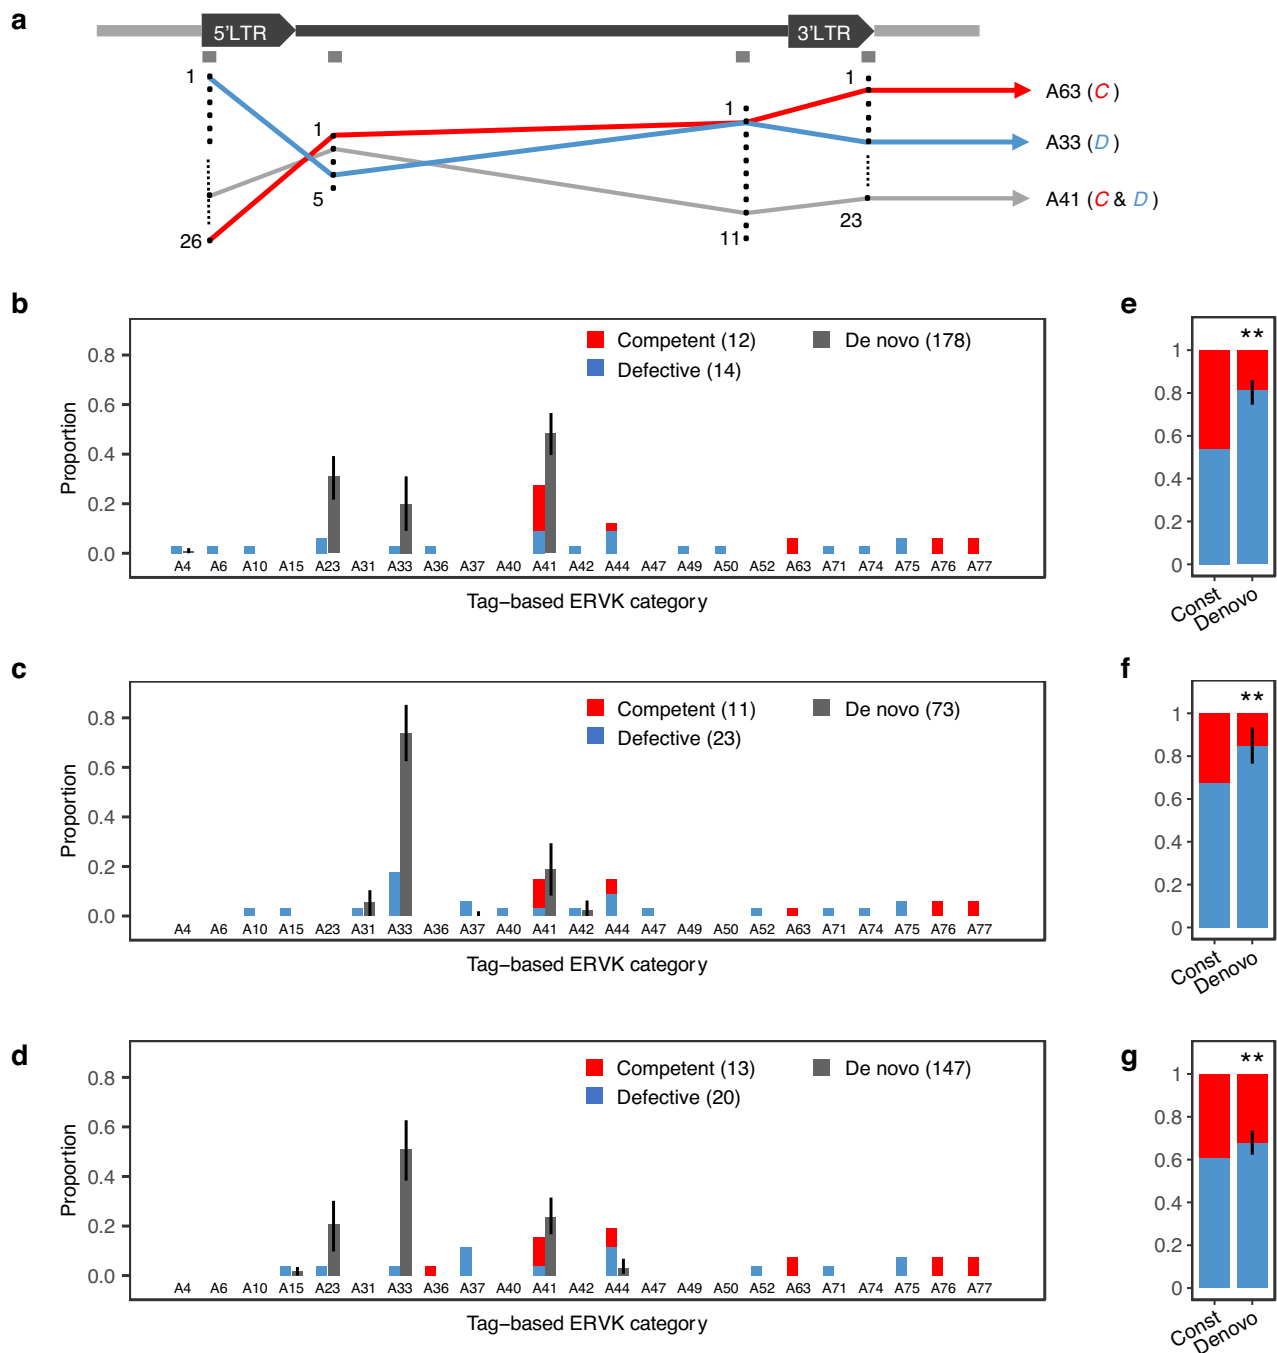 a
5'LTR
3'LTR
1
26
1
5
1
11
1
23
A63 (C)
A33 (D)
A41 (C & D)
b
Proportion
0.8
0.6
0.4
0.2
0.0
Competent (12)
Defective (14)
De novo (178)
A4 A6 A10 A15 A23 A31 A33 A36 A37 A40 A41 A42 A44 A47 A49 A50 A52 A63 A71 A74 A75 A76 A77
Tag-based ERVK category
e
**
1
0.8
0.6
0.4
0.2
0
Const
Denovo
c
Proportion
0.8
0.6
0.4
0.2
0.0
Competent (11)
Defective (23)
De novo (73)
A4 A6 A10 A15 A23 A31 A33 A36 A37 A40 A41 A42 A44 A47 A49 A50 A52 A63 A71 A74 A75 A76 A77
Tag-based ERVK category
f
**
1
0.8
0.6
0.4
0.2
0
Const
Denovo
d
Proportion
0.8
0.6
0.4
0.2
0.0
Competent (13)
Defective (20)
De novo (147)
A4 A6 A10 A15 A23 A31 A33 A36 A37 A40 A41 A42 A44 A47 A49 A50 A52 A63 A71 A74 A75 A76 A77
Tag-based ERVK category
g
**
1
0.8
0.6
0.4
0.2
0
Const
Denovo